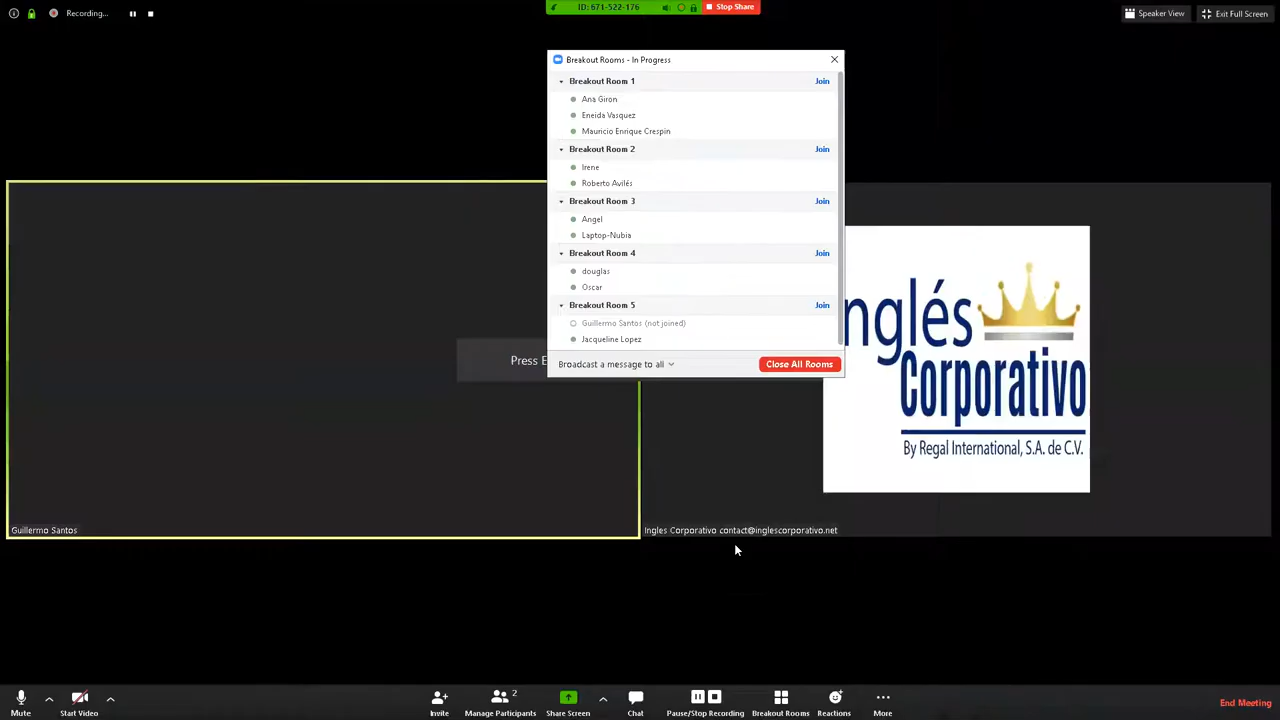 Recording...
ID: 671-522-176
Stop Share
Speaker View
Exit Full Screen
Breakout Rooms - In Progress
Breakout Room 1
Join
Ana Giron
Eneida Vasquez
Mauricio Enrique Crespin
Breakout Room 2
Join
Irene
Roberto Avilés
Breakout Room 3
Join
Angel
Laptop-Nubia
Breakout Room 4
Join
douglas
Oscar
Breakout Room 5
Join
Guillermo Santos (not joined)
Jacqueline Lopez
Broadcast a message to all
Close All Rooms
Press E
nglés
Corporativo
By Regal International, S.A. de C.V.
Guillermo Santos
Ingles Corporativo contact@inglescorporativo.net
Mute
Start Video
Invite
2
Manage Participants
Share Screen
Chat
Pause/Stop Recording
Breakout Rooms
Reactions
More
End Meeting